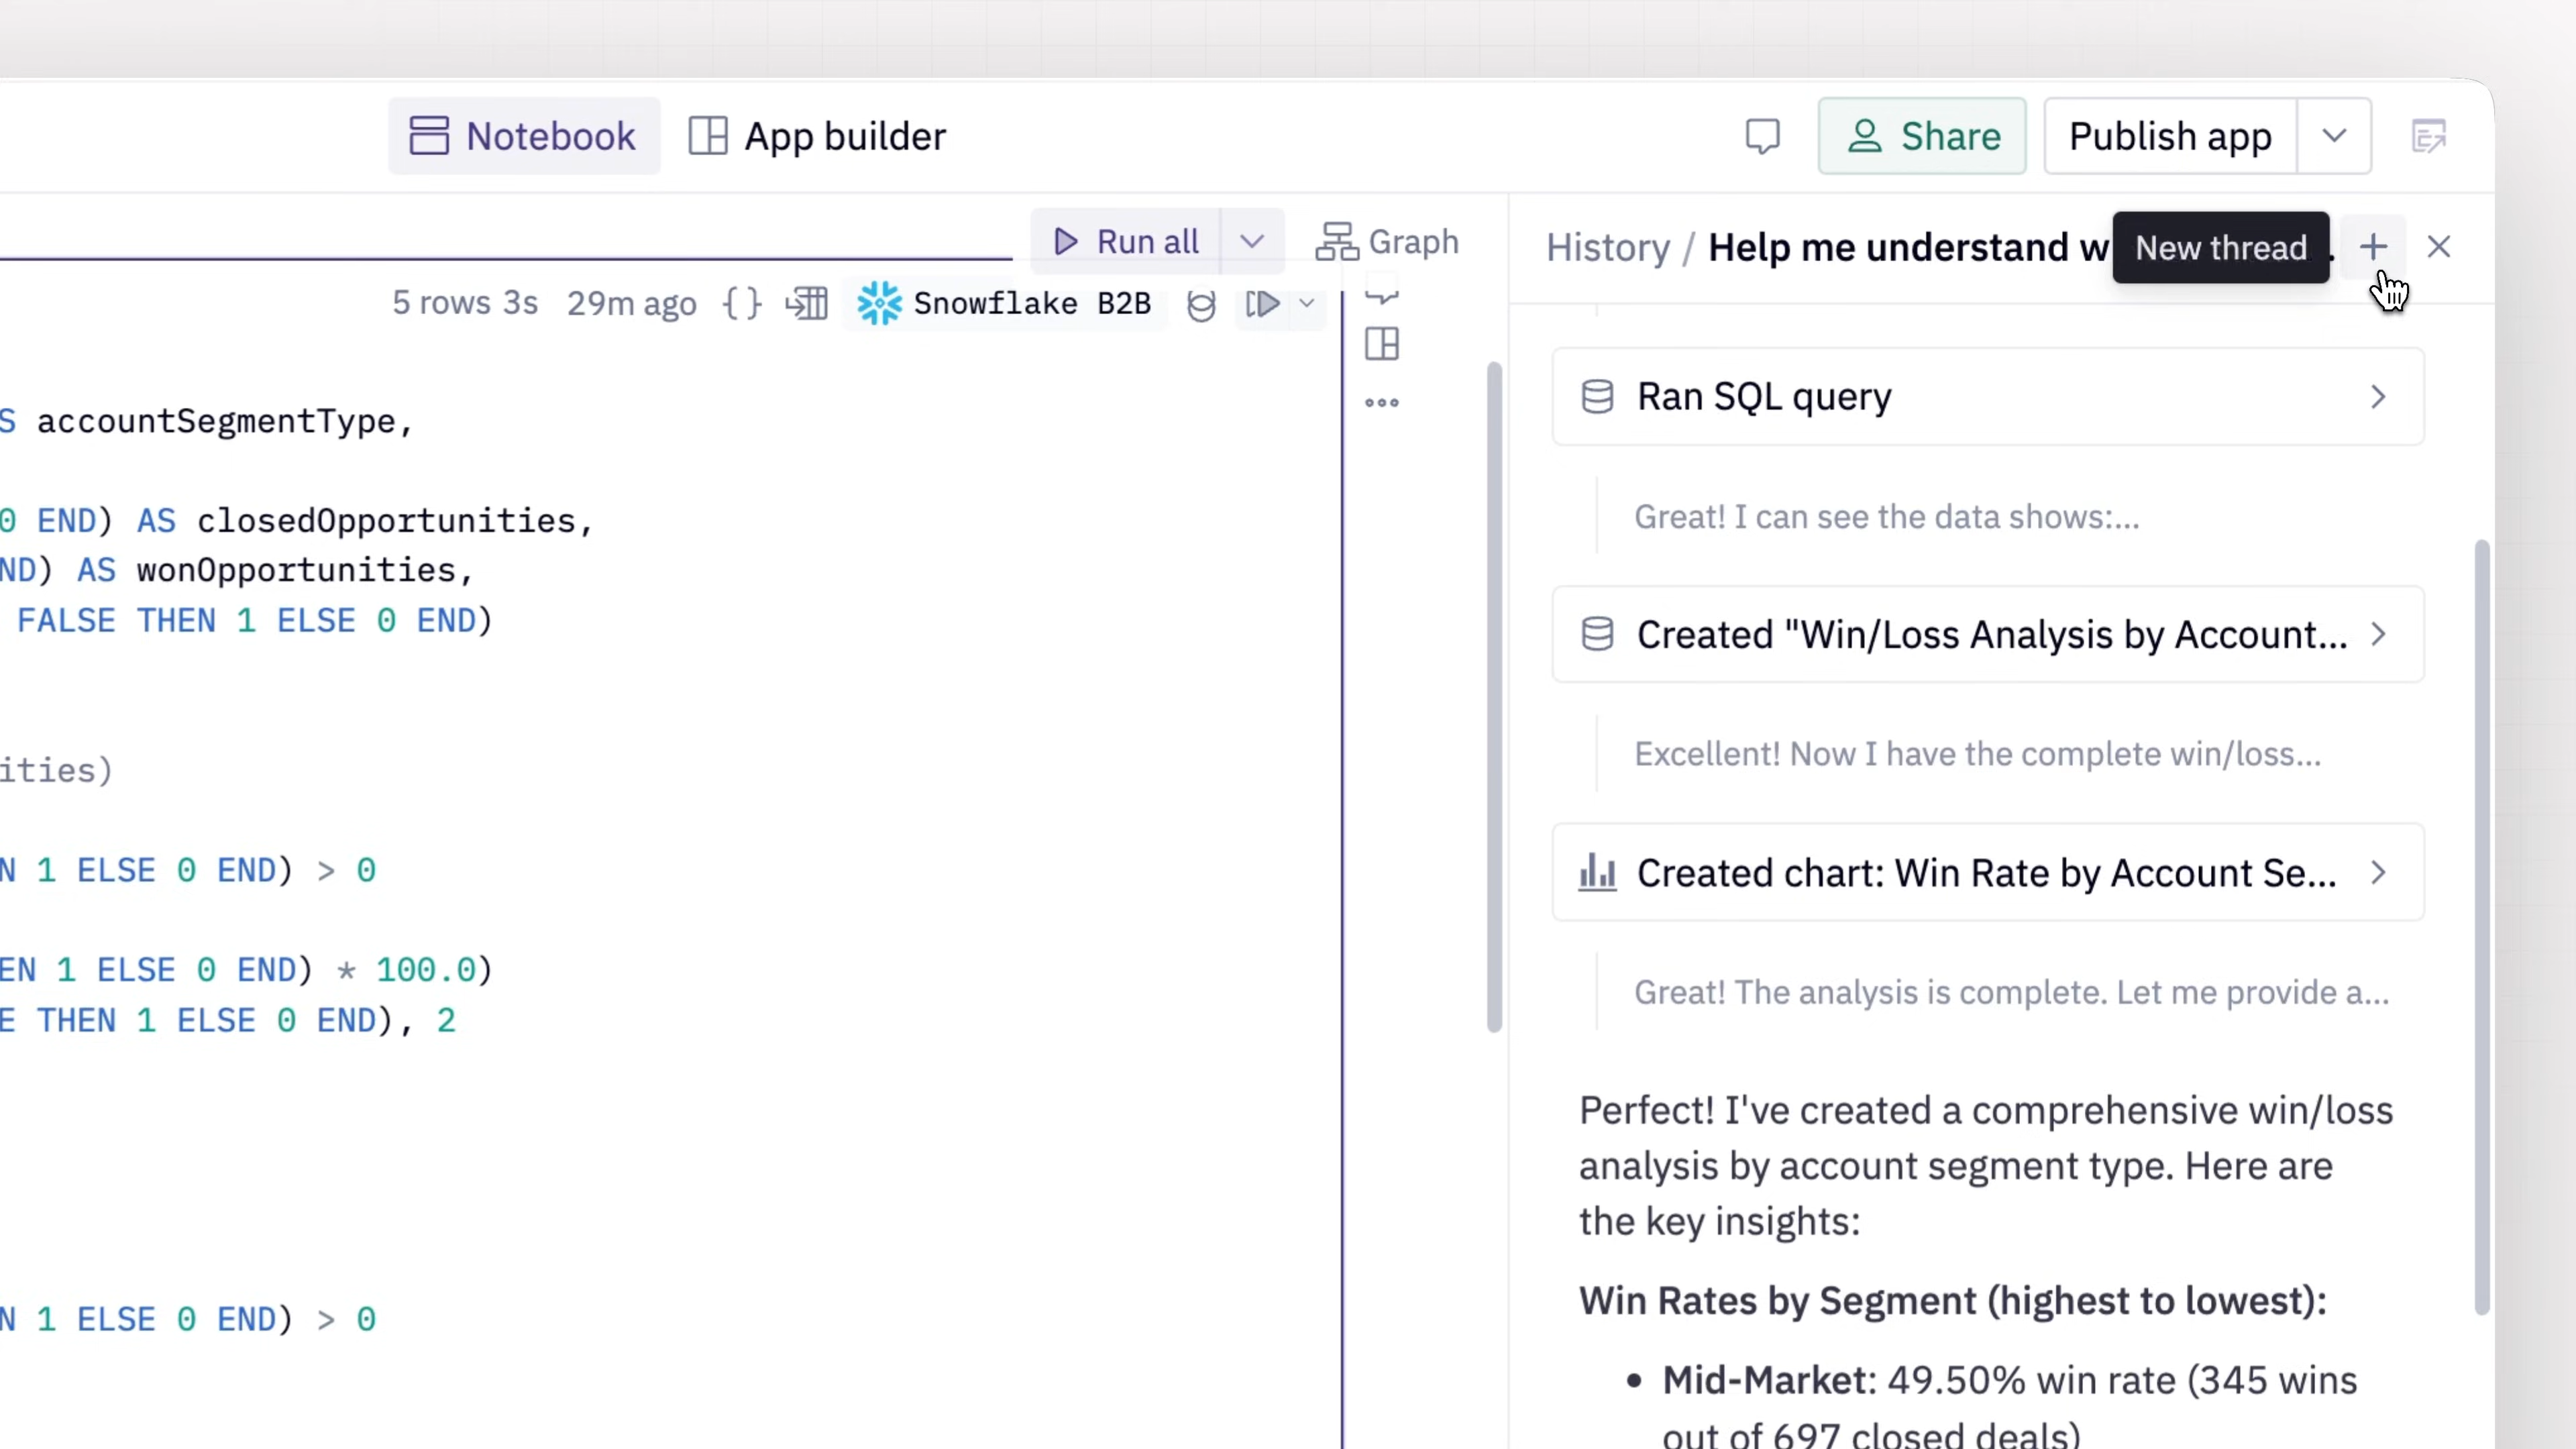 Notebook
App builder
Share
Publish app
Run all
Graph
5 rows 3s 29m ago {} Snowflake B2B
S accountSegmentType,
0 END) AS closedOpportunities,
ND) AS wonOpportunities,
FALSE THEN 1 ELSE 0 END)
ities)
N 1 ELSE 0 END) > 0
EN 1 ELSE 0 END) * 100.0)
E THEN 1 ELSE 0 END), 2
N 1 ELSE 0 END) > 0
History / Help me understand w
New thread
Ran SQL query
Great! I can see the data shows:...
Created "Win/Loss Analysis by Account...
Excellent! Now I have the complete win/loss...
Created chart: Win Rate by Account Se...
Great! The analysis is complete. Let me provide a...
Perfect! I've created a comprehensive win/loss
analysis by account segment type. Here are
the key insights:
Win Rates by Segment (highest to lowest):
• Mid-Market: 49.50% win rate (345 wins
out of 697 closed deals)